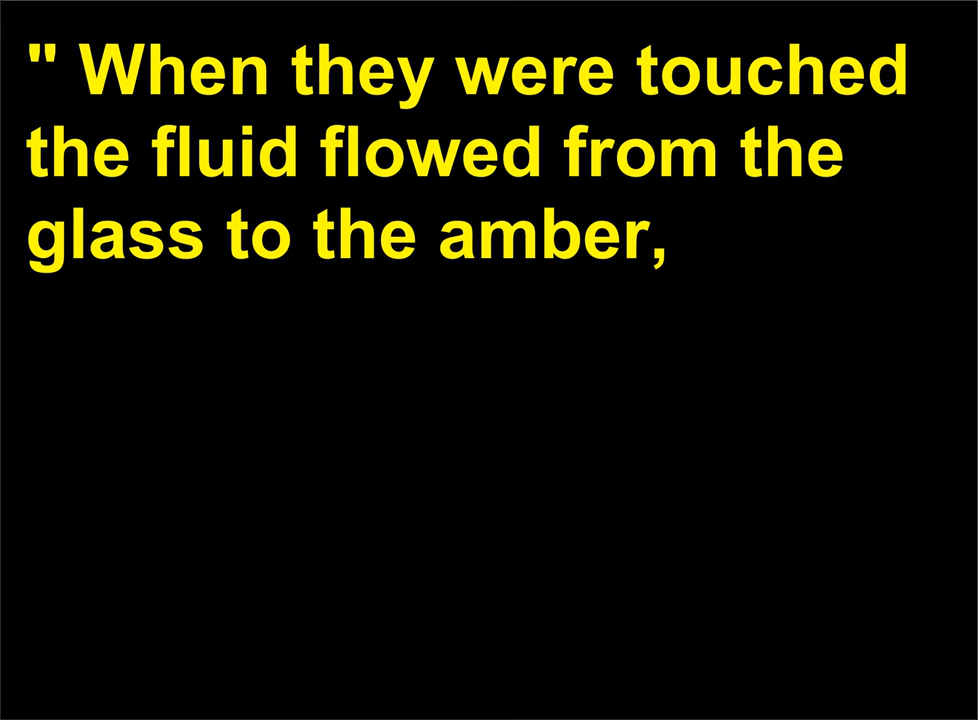 " When they were touched
the fluid flowed from the
glass to the amber,